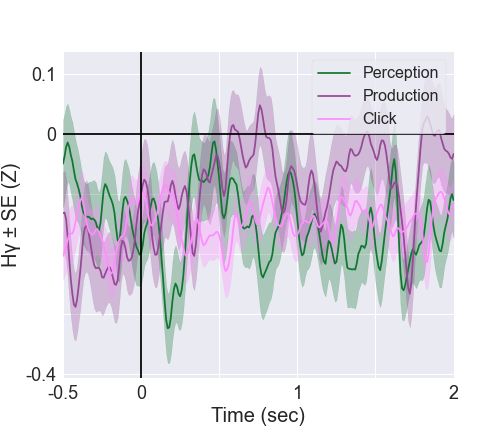 0.1
Perception
Production
Click
0
Hγ ± SE (Z)
-0.4
-0.5
0
1
2
Time (sec)